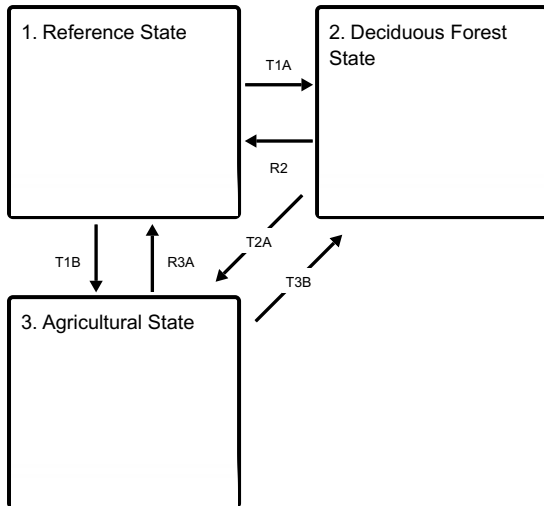 1. Reference State
2. Deciduous Forest
State
T1A
R2
T1B
R3A
T2A
T3B
3. Agricultural State